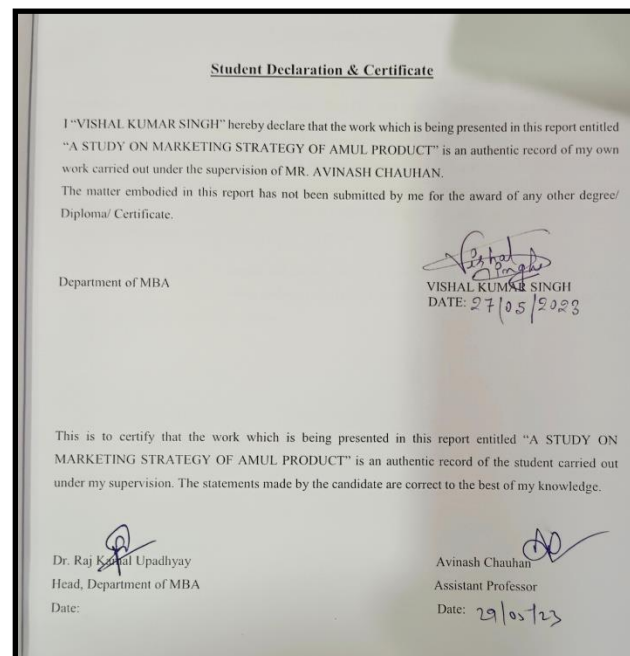 Student Declaration & Certificate
I “VISHAL KUMAR SINGH” hereby declare that the work which is being presented in this report entitled
“A STUDY ON MARKETING STRATEGY OF AMUL PRODUCT” is an authentic record of my own
work carried out under the supervision of MR. AVINASH CHAUHAN.
The matter embodied in this report has not been submitted by me for the award of any other degree/
Diploma/ Certificate.
Vishal
Singh
Department of MBA
VISHAL KUMAR SINGH
DATE: 27/05/2023
This is to certify that the work which is being presented in this report entitled “A STUDY ON
MARKETING STRATEGY OF AMUL PRODUCT” is an authentic record of the student carried out
under my supervision. The statements made by the candidate are correct to the best of my knowledge.
Dr. Raj Kamal Upadhyay
Head, Department of MBA
Date:
Avinash Chauhan
Assistant Professor
Date: 29/05/23